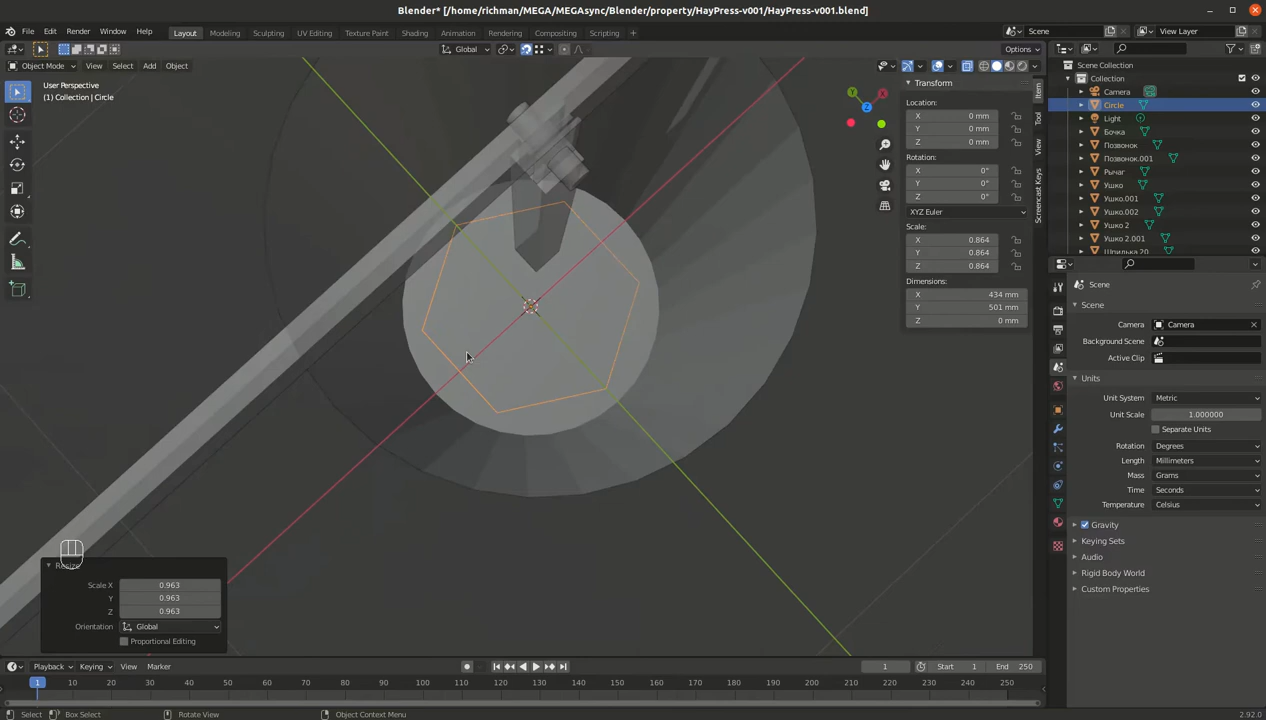 Blender* [/home/richman/MEGA/MEGAsync/Blender/property/HayPress-v001/HayPress-v001.blend]
File Edit Render Window Help
Layout Modeling Sculpting UV Editing Texture Paint Shading Animation Rendering Compositing Scripting
Scene
View Layer
Global
Options
Object Mode View Select Add Object
User Perspective
(1) Collection | Circle
Y
X
Z
Transform
Location:
X 0 mm
Y 0 mm
Z 0 mm
Rotation:
X 0°
Y 0°
Z 0°
XYZ Euler
Scale:
X 0.864
Y 0.864
Z 0.864
Dimensions:
X 434 mm
Y 501 mm
Z 0 mm
Item
Tool
View
Screencast Keys
Scene Collection
Collection
Camera
Circle
Light
Бочка
Позвонок
Позвонок.001
Рычаг
Ушко
Ушко.001
Ушко.002
Ушко 2
Ушко 2.001
Шпилька 20
Scene
Scene
Camera Camera
Background Scene
Active Clip
Units
Unit System Metric
Unit Scale 1.000000
Separate Units
Rotation Degrees
Length Millimeters
Mass Grams
Time Seconds
Temperature Celsius
Gravity
Keying Sets
Audio
Rigid Body World
Custom Properties
Resize
Scale X 0.963
Y 0.963
Z 0.963
Orientation Global
Proportional Editing
Playback Keying View Marker
1
Start 1
End 250
1 10 20 30 40 50 60 70 80 90 100 110 120 130 140 150 160 170 180 190 200 210 220 230 240 250
Select Box Select Rotate View Object Context Menu
2.92.0